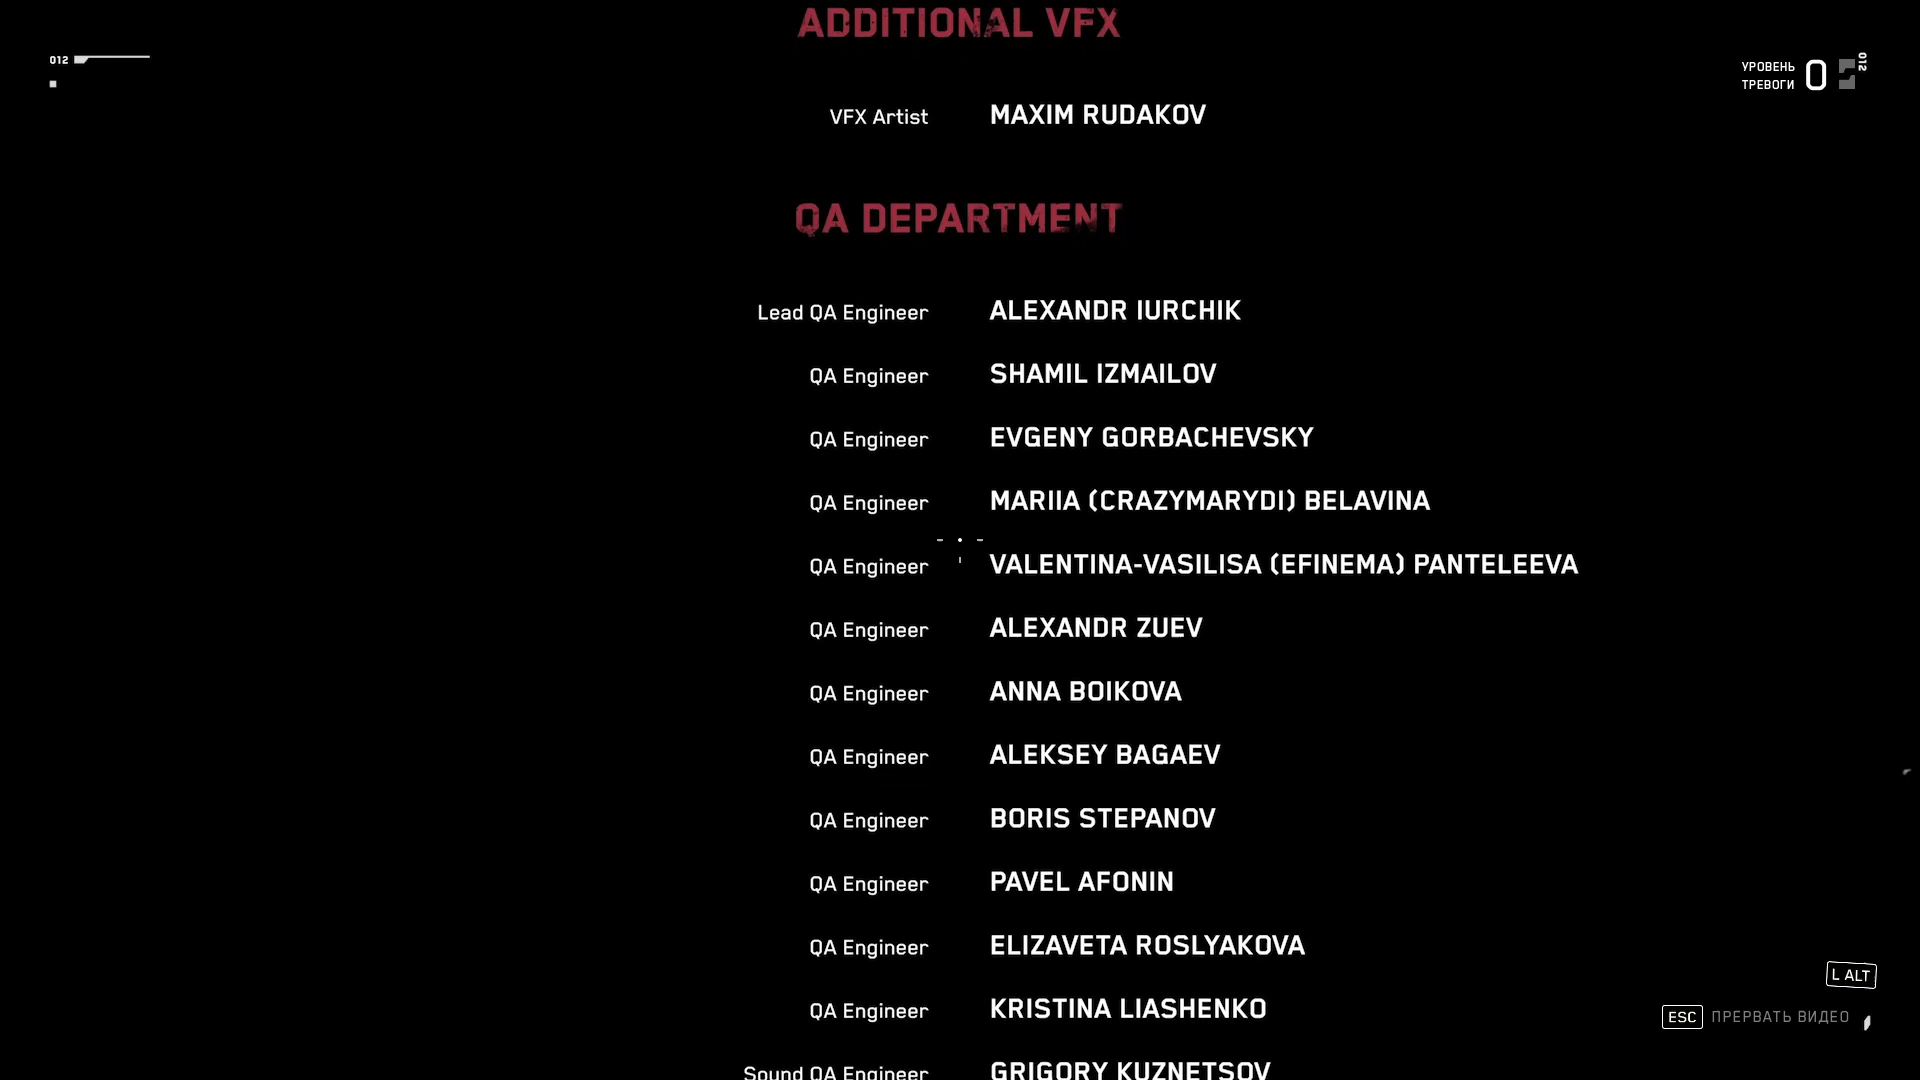 ADDITIONAL VFX
012
УРОВЕНЬ ТРЕВОГИ 0 012
VFX Artist MAXIM RUDAKOV
QA DEPARTMENT
Lead QA Engineer ALEXANDR IURCHIK
QA Engineer SHAMIL IZMAILOV
QA Engineer EVGENY GORBACHEVSKY
QA Engineer MARIIA (CRAZYMARYDI) BELAVINA
QA Engineer VALENTINA-VASILISA (EFINEMA) PANTELEEVA
QA Engineer ALEXANDR ZUEV
QA Engineer ANNA BOIKOVA
QA Engineer ALEKSEY BAGAEV
QA Engineer BORIS STEPANOV
QA Engineer PAVEL AFONIN
QA Engineer ELIZAVETA ROSLYAKOVA
L ALT
QA Engineer KRISTINA LIASHENKO
ESC ПРЕРВАТЬ ВИДЕО
Sound QA Engineer GRIGORY KUZNETSOV